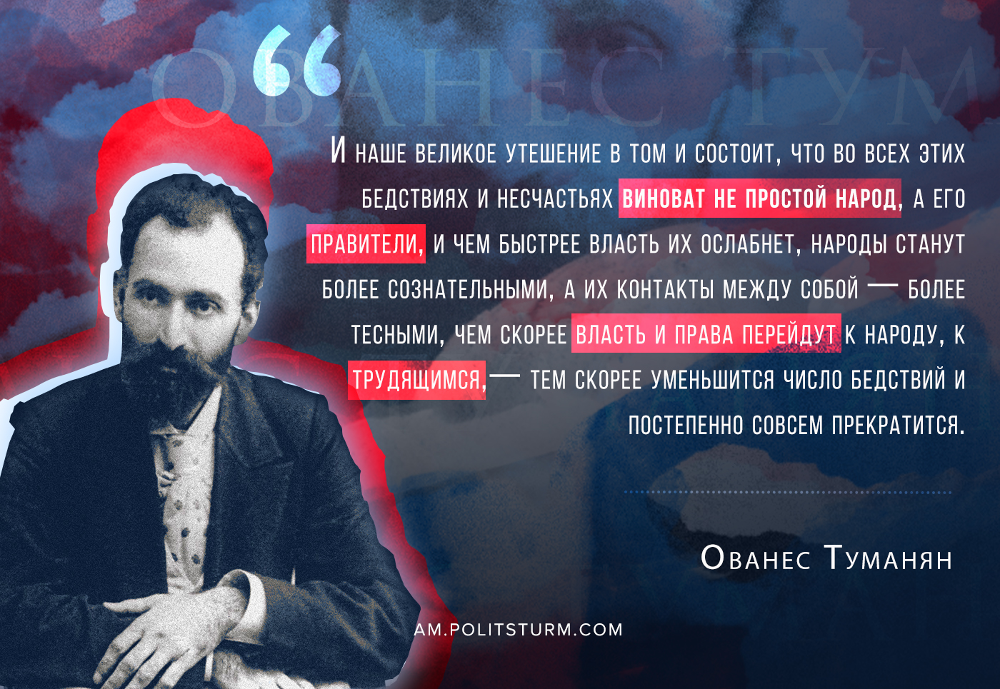 ОВАНЕС ТУМ
“
И НАШЕ ВЕЛИКОЕ УТЕШЕНИЕ В ТОМ И СОСТОИТ, ЧТО ВО ВСЕХ ЭТИХ
БЕДСТВИЯХ И НЕСЧАСТЬЯХ ВИНОВАТ НЕ ПРОСТОЙ НАРОД, А ЕГО
ПРАВИТЕЛИ, И ЧЕМ БЫСТРЕЕ ВЛАСТЬ ИХ ОСЛАБНЕТ, НАРОДЫ СТАНУТ
БОЛЕЕ СОЗНАТЕЛЬНЫМИ, А ИХ КОНТАКТЫ МЕЖДУ СОБОЙ — БОЛЕЕ
ТЕСНЫМИ, ЧЕМ СКОРЕЕ ВЛАСТЬ И ПРАВА ПЕРЕЙДУТ К НАРОДУ, К
ТРУДЯЩИМСЯ, — ТЕМ СКОРЕЕ УМЕНЬШИТСЯ ЧИСЛО БЕДСТВИЙ И
ПОСТЕПЕННО СОВСЕМ ПРЕКРАТИТСЯ.
ОВАНЕС ТУМАНЯН
AM.POLITSTURM.COM